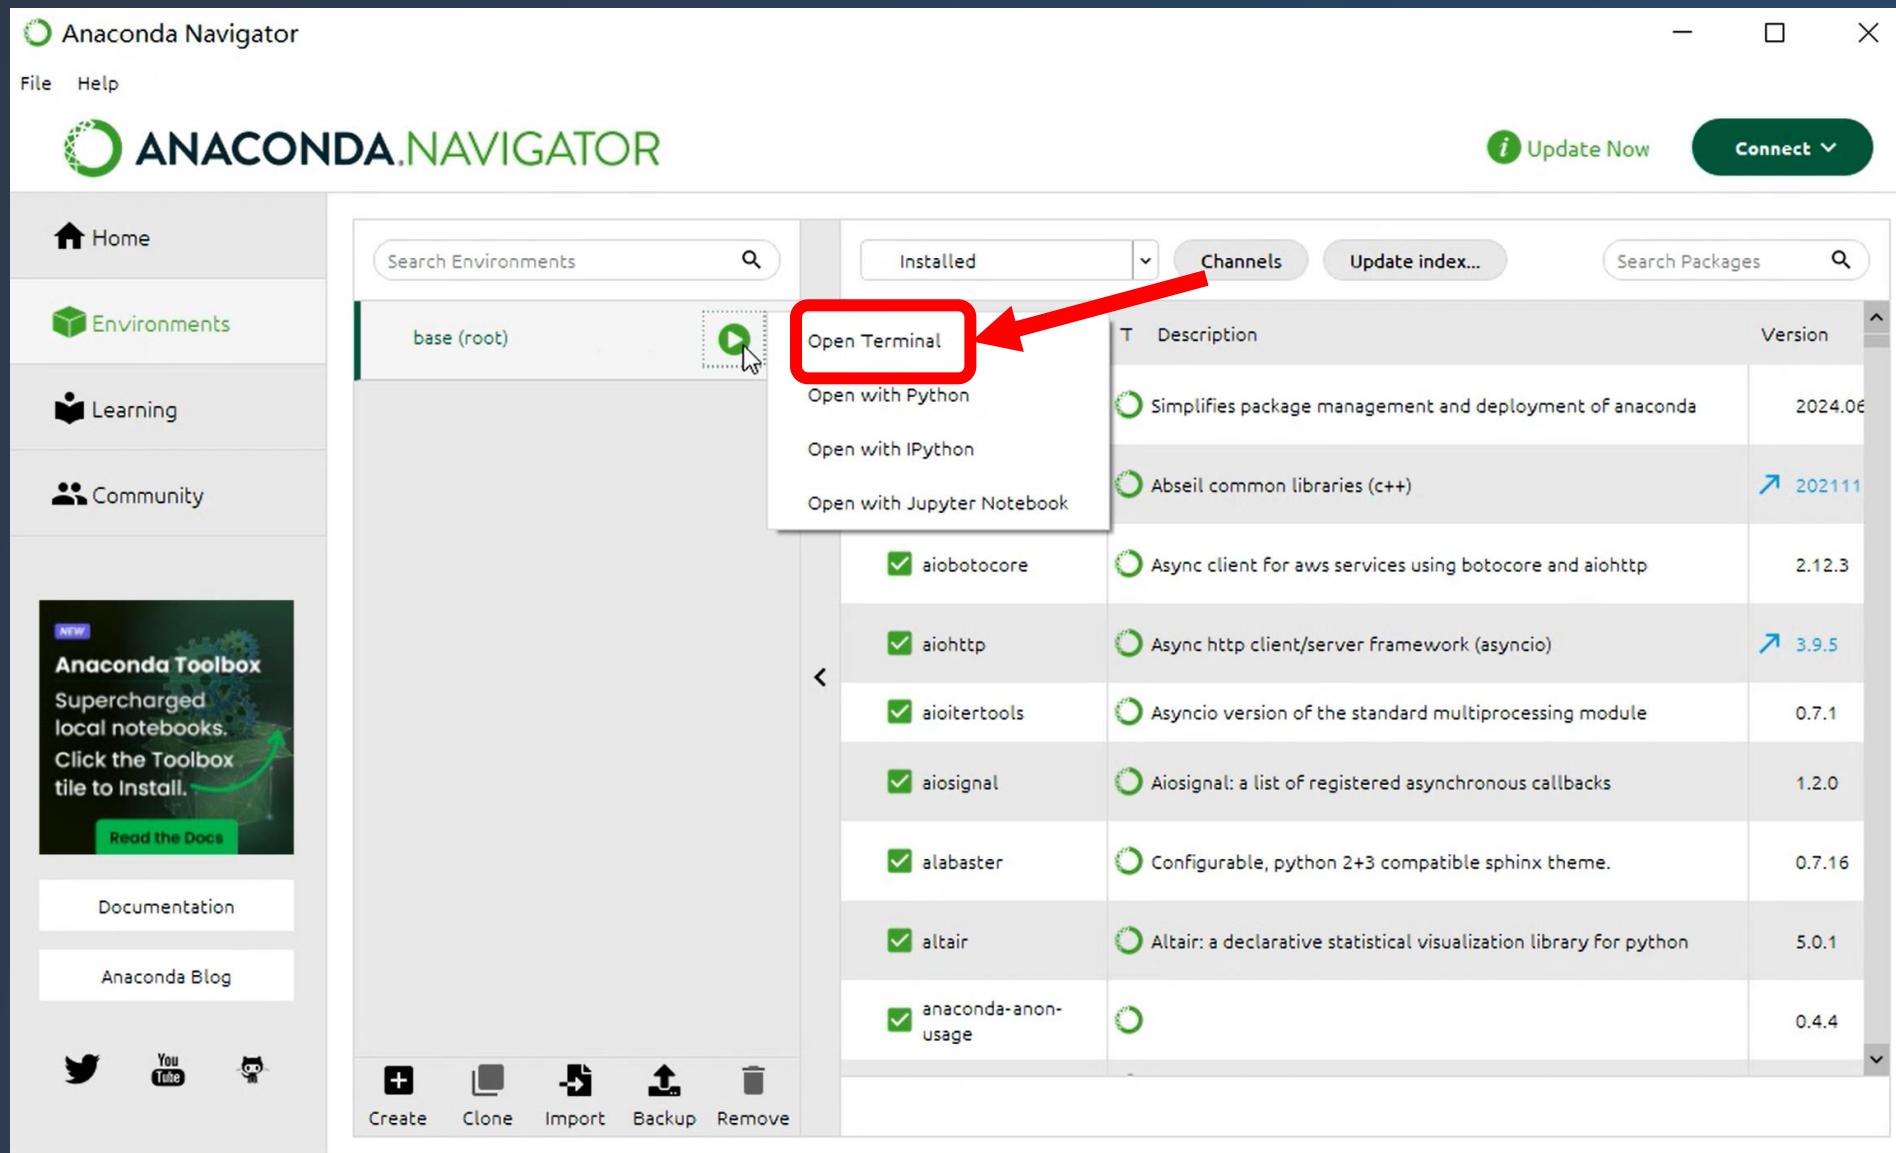 Anaconda Navigator
File Help
ANACONDA.NAVIGATOR
i Update Now
Connect
Home
Environments
Learning
Community
NEW
Anaconda Toolbox
Supercharged
local notebooks.
Click the Toolbox
tile to Install.
Read the Docs
Documentation
Anaconda Blog
You
Tube
Search Environments
base (root)
Open Terminal
Open with Python
Open with IPython
Open with Jupyter Notebook
Create Clone Import Backup Remove
Installed
Channels
Update index...
Search Packages
T Description Version
Simplifies package management and deployment of anaconda 2024.06
Abseil common libraries (c++) 202111
aiobotocore Async client for aws services using botocore and aiohttp 2.12.3
aiohttp Async http client/server framework (asyncio) 3.9.5
aioitertools Asyncio version of the standard multiprocessing module 0.7.1
aiosignal Aiosignal: a list of registered asynchronous callbacks 1.2.0
alabaster Configurable, python 2+3 compatible sphinx theme. 0.7.16
altair Altair: a declarative statistical visualization library for python 5.0.1
anaconda-anon-
usage 0.4.4